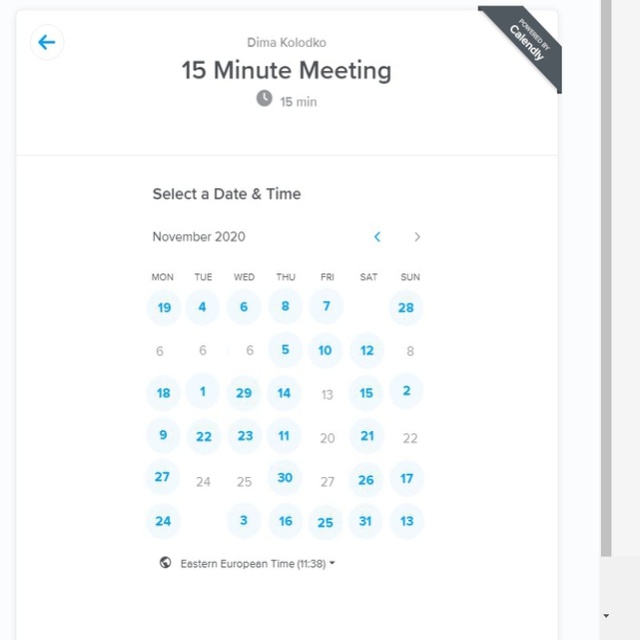 Dima Kolodko
POWERED BY
Calendly
15 Minute Meeting
15 min
Select a Date & Time
November 2020
MON TUE WED THU FRI SAT SUN
19 4 6 8 7 28
6 6 6 5 10 12 8
18 1 29 14 13 15 2
9 22 23 11 20 21 22
27 24 25 30 27 26 17
24 3 16 25 31 13
Eastern European Time (11:38)